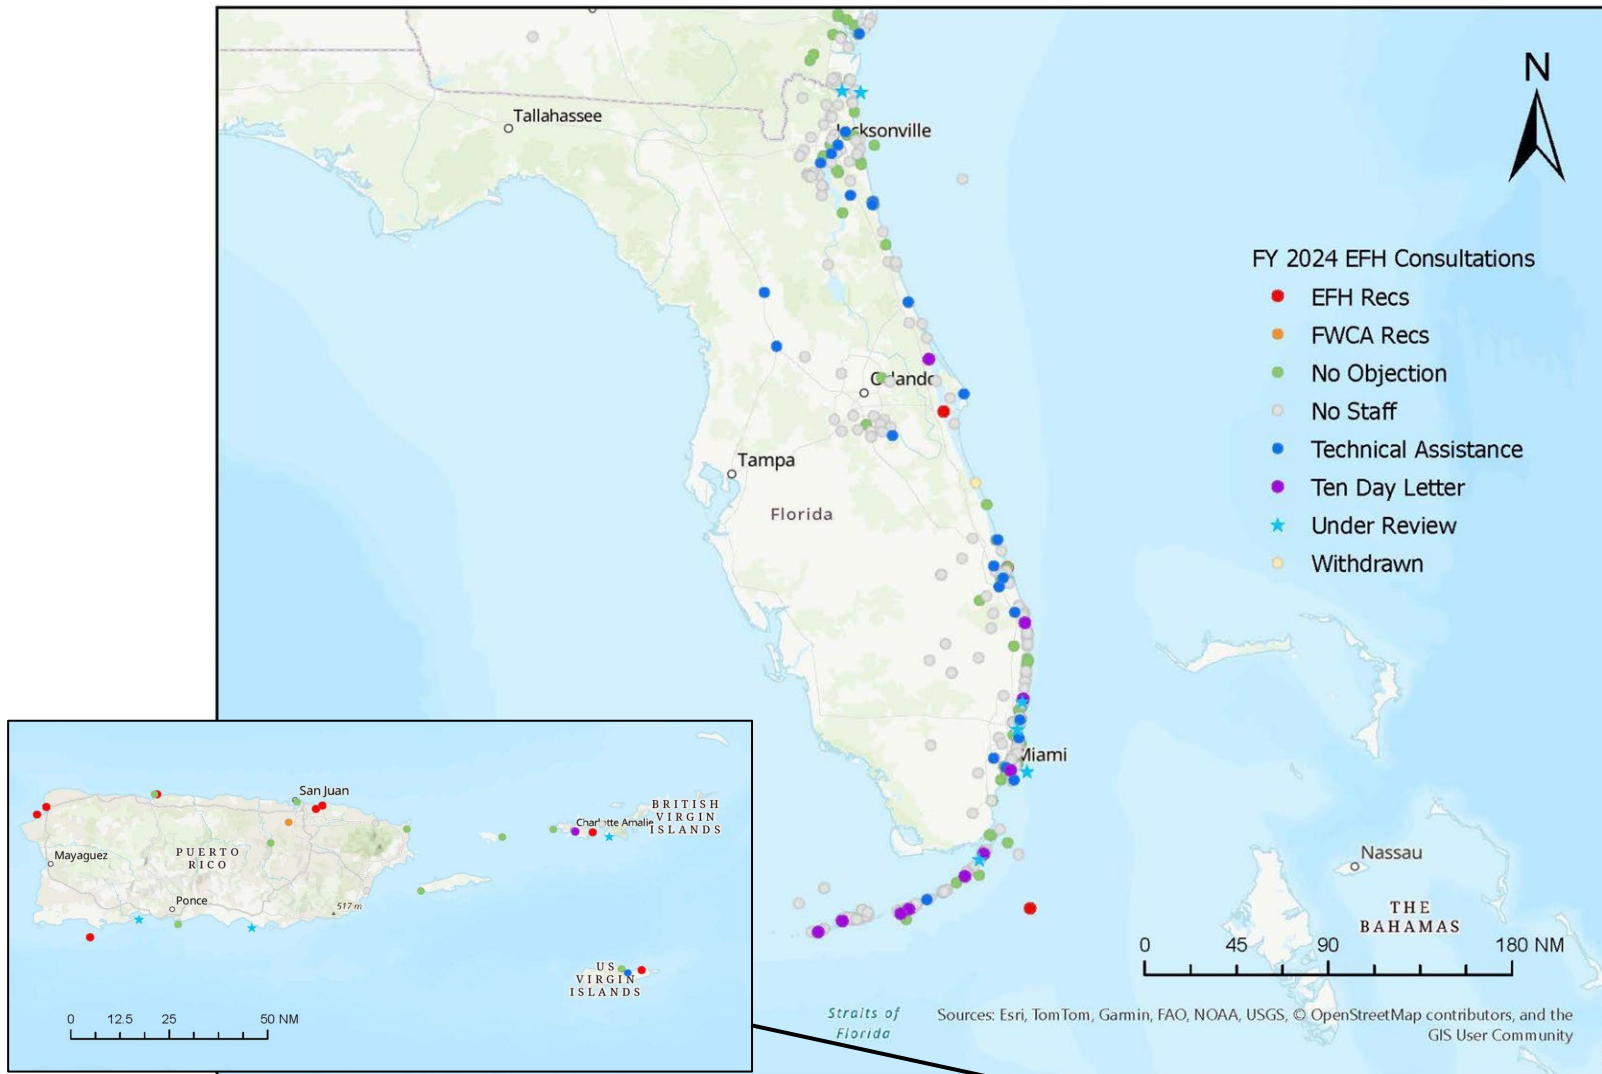 N
Tallahassee
Jacksonville
FY 2024 EFH Consultations
EFH Recs
FWCA Recs
No Objection
No Staff
Technical Assistance
Ten Day Letter
Under Review
Withdrawn
Orlando
Tampa
Florida
Miami
Nassau
THE
BAHAMAS
0 45 90 180 NM
Straits of
Florida
Sources: Esri, TomTom, Garmin, FAO, NOAA, USGS, © OpenStreetMap contributors, and the
GIS User Community
San Juan
Mayaguez
PUERTO
RICO
Ponce
517 m
Charlotte Amalie
BRITISH
VIRGIN
ISLANDS
US
VIRGIN
ISLANDS
0 12.5 25 50 NM